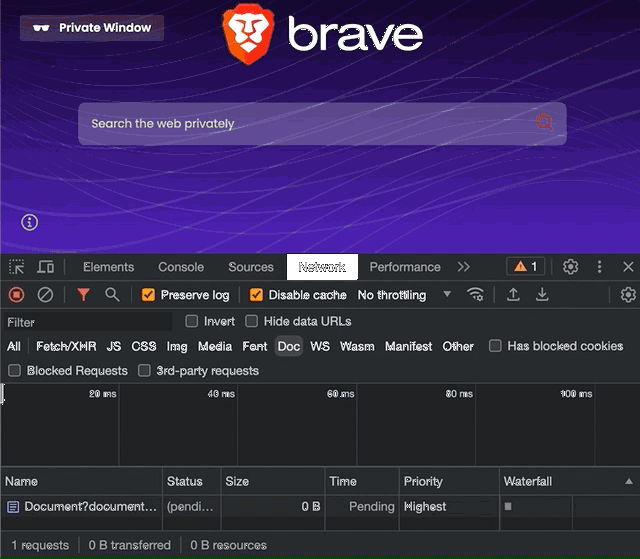 Private Window
brave
Search the web privately
Elements Console Sources Network Performance 1
Preserve log Disable cache No throttling
Filter Invert Hide data URLs
All Fetch/XHR JS CSS Img Media Font Doc WS Wasm Manifest Other Has blocked cookies
Blocked Requests 3rd-party requests
20 ms 40 ms 60 ms 80 ms 100 ms
Name Status Size Time Priority Waterfall
Document?document... (pendi... 0 B Pending Highest
1 requests 0 B transferred 0 B resources